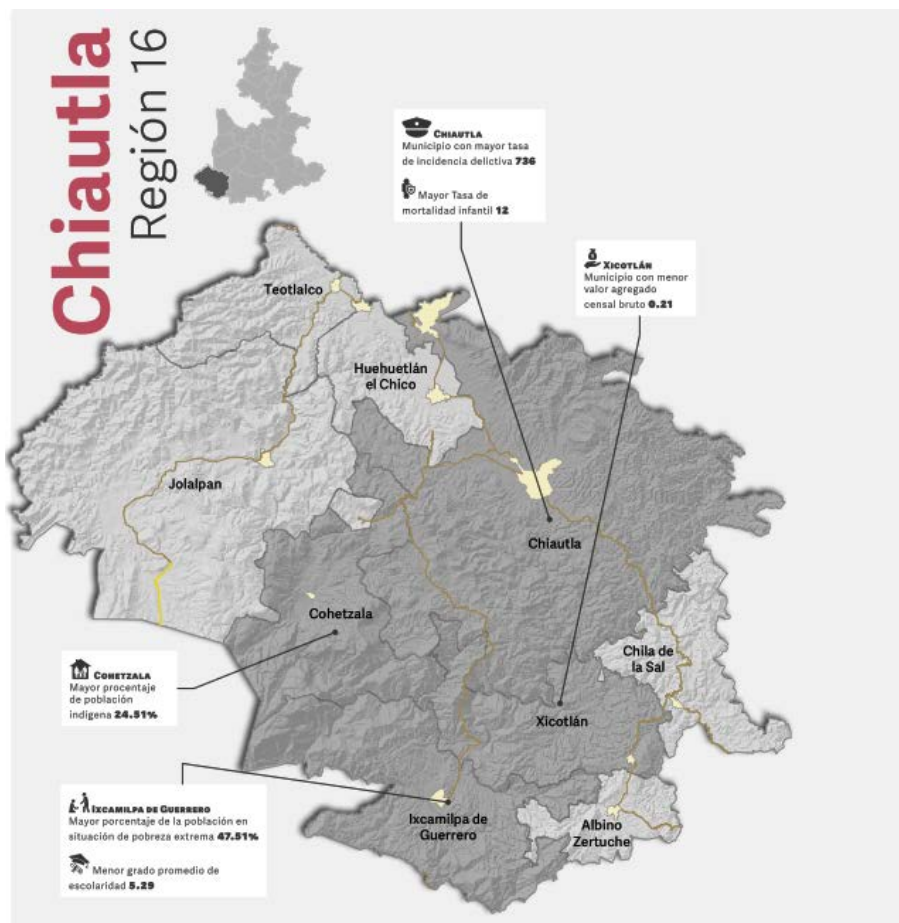 Chiautla
Región 16
CHIAUTLA
Municipio con mayor tasa
de incidencia delictiva 736
Mayor Tasa de
mortalidad infantil 12
XICOTLÁN
Municipio con menor
valor agregado
censal bruto 0.21
Teotlalco
Huehuetlán
el Chico
Jolalpan
Chiautla
Cohetzala
Chila de
la Sal
Xicotlán
COHETZALA
Mayor procentaje
de población
indígena 24.51%
IXCAMILPA DE GUERRERO
Mayor porcentaje de la población en
situación de pobreza extrema 47.51%
Menor grado promedio de
escolaridad 5.29
Ixcamilpa de
Guerrero
Albino
Zertuche